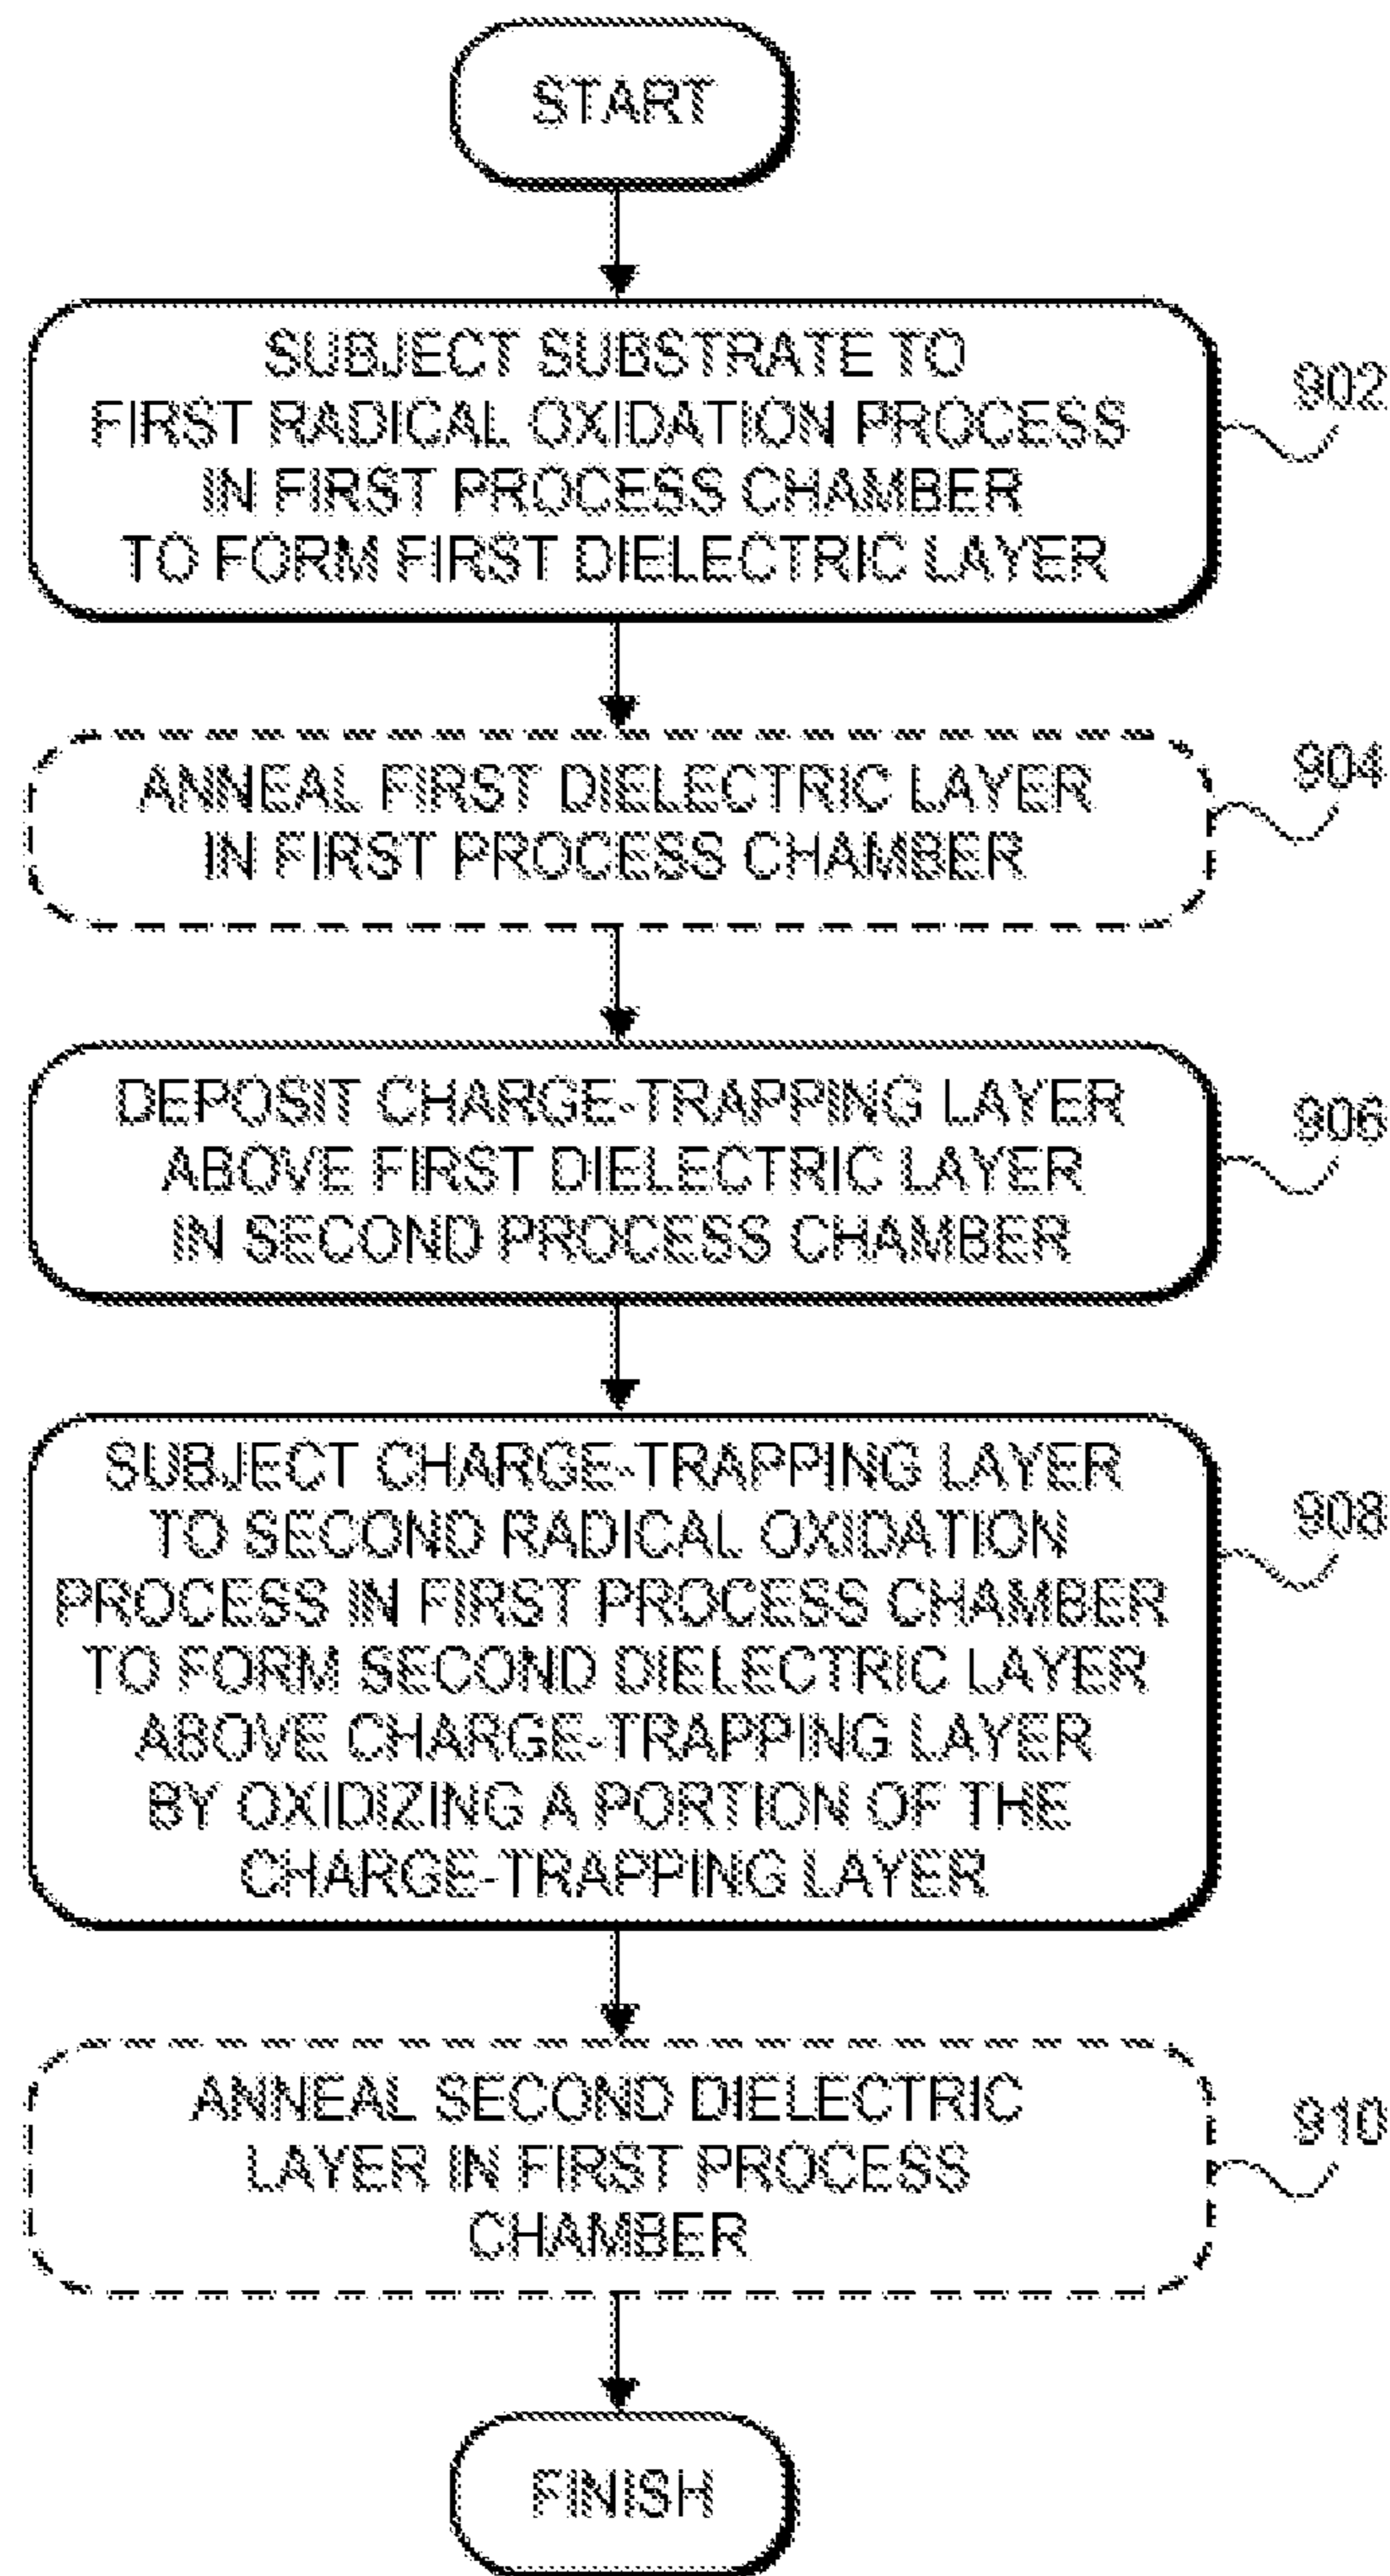 START
SUBJECT SUBSTRATE TO
FIRST RADICAL OXIDATION PROCESS
IN FIRST PROCESS CHAMBER
TO FORM FIRST DIELECTRIC LAYER
902
ANNEAL FIRST DIELECTRIC LAYER
IN FIRST PROCESS CHAMBER
904
DEPOSIT CHARGE-TRAPPING LAYER
ABOVE FIRST DIELECTRIC LAYER
IN SECOND PROCESS CHAMBER
906
SUBJECT CHARGE-TRAPPING LAYER
TO SECOND RADICAL OXIDATION
PROCESS IN FIRST PROCESS CHAMBER
TO FORM SECOND DIELECTRIC LAYER
ABOVE CHARGE-TRAPPING LAYER
BY OXIDIZING A PORTION OF THE
CHARGE-TRAPPING LAYER
908
ANNEAL SECOND DIELECTRIC
LAYER IN FIRST PROCESS
CHAMBER
910
FINISH